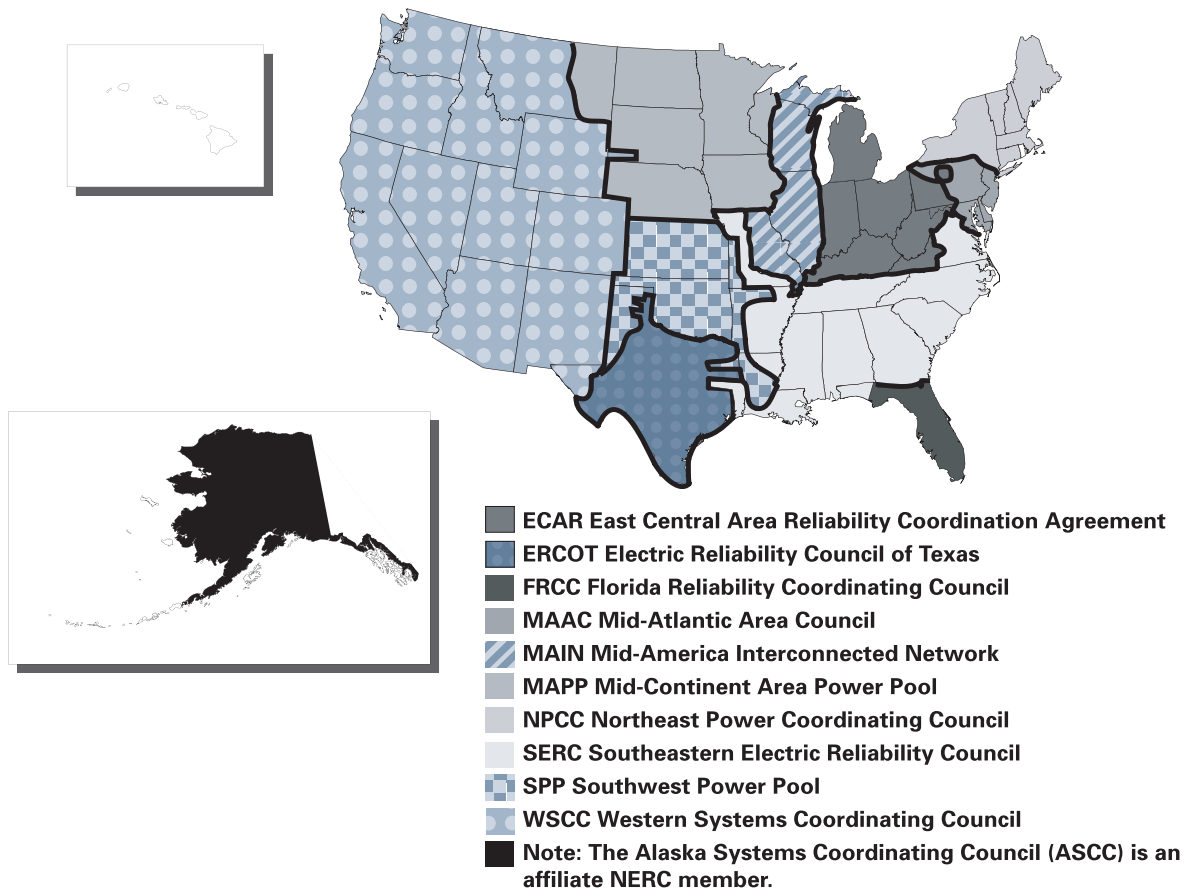 ECAR East Central Area Reliability Coordination Agreement
ERCOT Electric Reliability Council of Texas
FRCC Florida Reliability Coordinating Council
MAAC Mid-Atlantic Area Council
MAIN Mid-America Interconnected Network
MAPP Mid-Continent Area Power Pool
NPCC Northeast Power Coordinating Council
SERC Southeastern Electric Reliability Council
SPP Southwest Power Pool
WSCC Western Systems Coordinating Council
Note: The Alaska Systems Coordinating Council (ASCC) is an
affiliate NERC member.